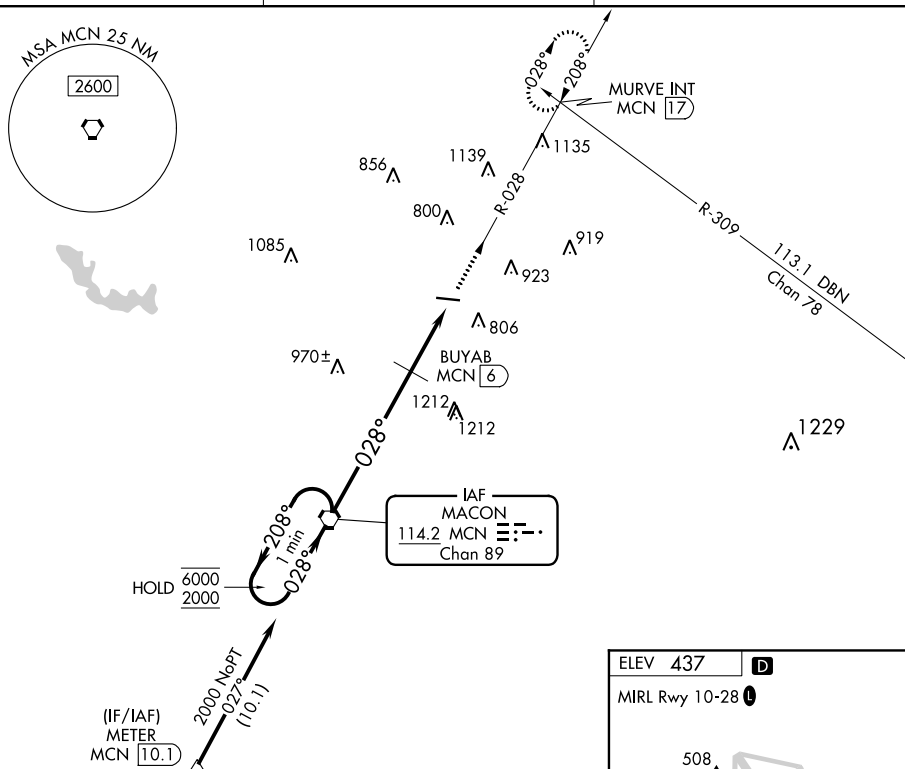 MSA MCN 25 NM
2600
028°
208°
MURVE INT
MCN 17
1135
1139
856
800
R-028
1085
919
923
R-309
113.1 DBN
Chan 78
806
970±
BUYAB
MCN 6
1212
1212
1229
028°
IAF
MACON
114.2 MCN
Chan 89
208°
1 min
028°
HOLD 6000
2000
2000 NoPT
027°
(10.1)
(IF/IAF)
METER
MCN 10.1
ELEV 437 D
MIRL Rwy 10-28 L
508